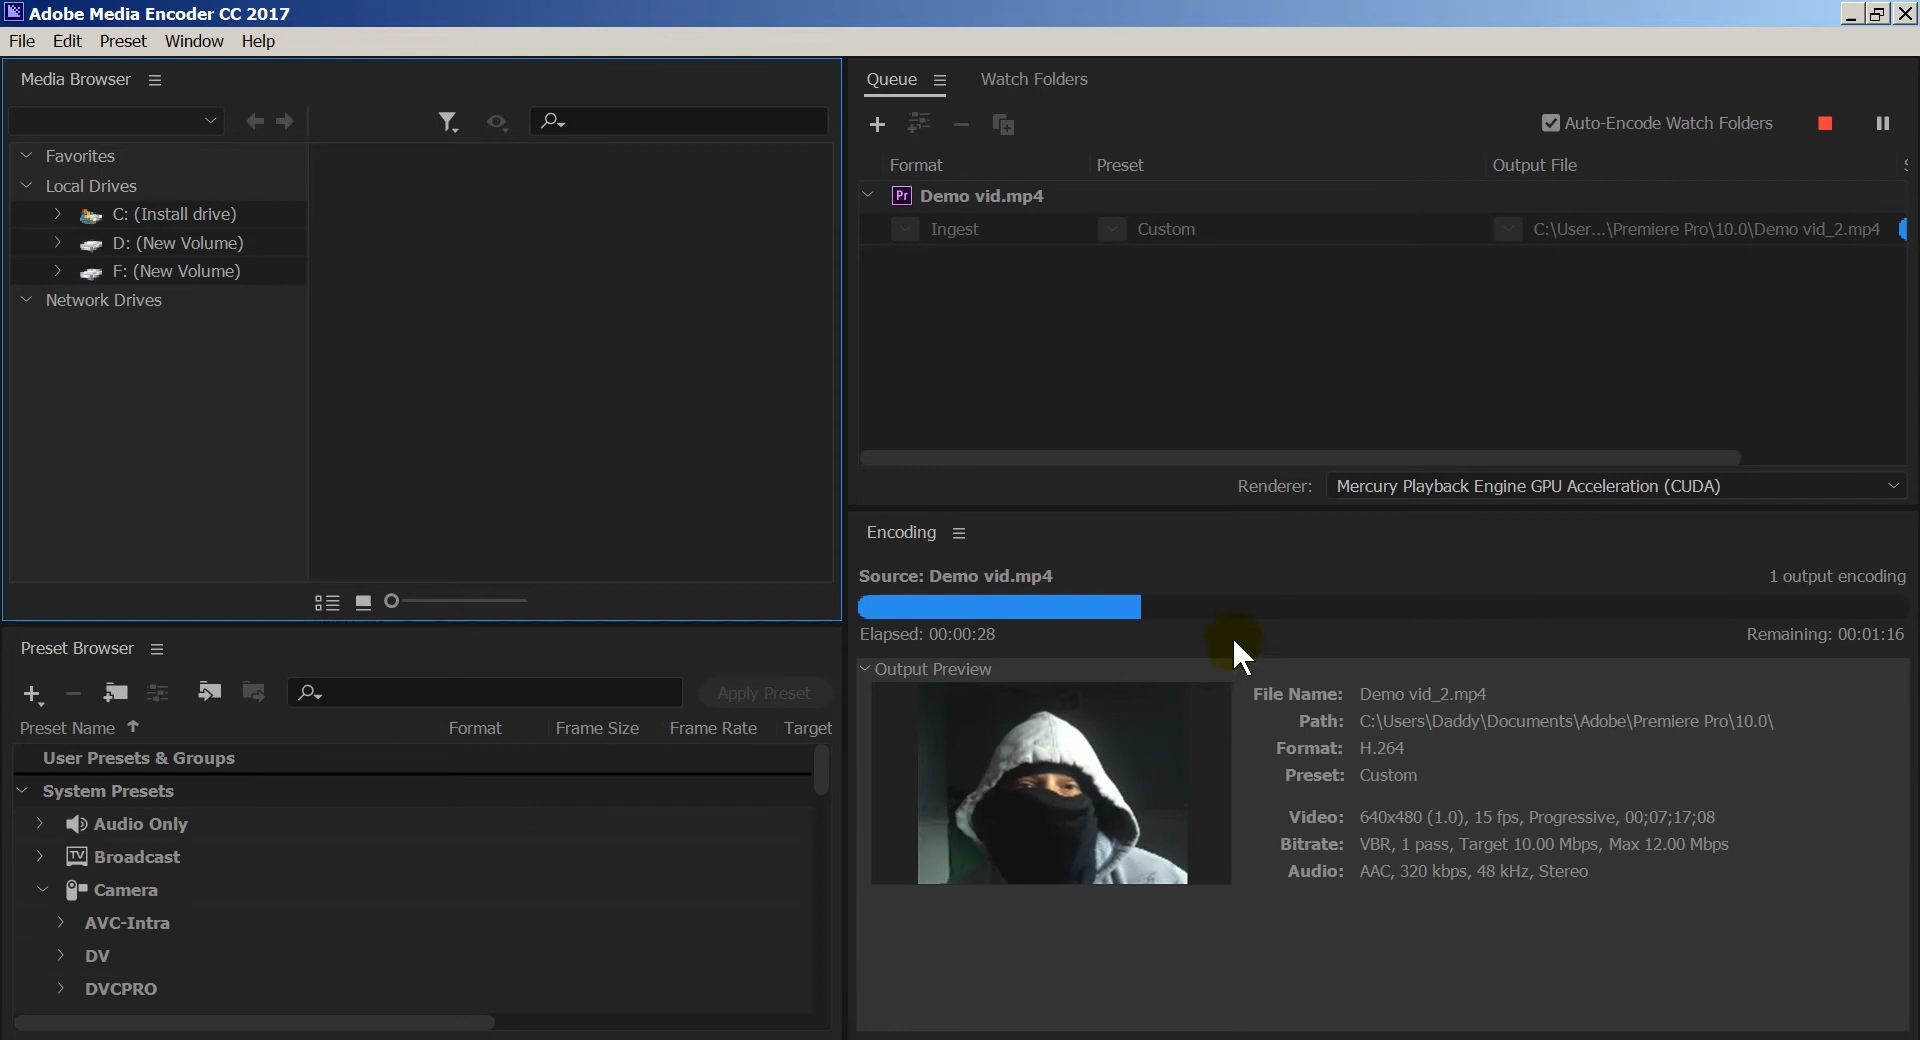 Adobe Media Encoder CC 2017
File Edit Preset Window Help
Media Browser
Favorites
Local Drives
C: (Install drive)
D: (New Volume)
F: (New Volume)
Network Drives
Preset Browser
Apply Preset
Preset Name Format Frame Size Frame Rate Target
User Presets & Groups
System Presets
Audio Only
TV Broadcast
Camera
AVC-Intra
DV
DVCPRO
Queue Watch Folders
Auto-Encode Watch Folders
Format Preset Output File
Pr Demo vid.mp4
Ingest Custom C:\User...\Premiere Pro\10.0\Demo vid_2.mp4
Renderer: Mercury Playback Engine GPU Acceleration (CUDA)
Encoding
Source: Demo vid.mp4 1 output encoding
Elapsed: 00:00:28 Remaining: 00:01:16
Output Preview
File Name: Demo vid_2.mp4
Path: C:\Users\Daddy\Documents\Adobe\Premiere Pro\10.0\
Format: H.264
Preset: Custom
Video: 640x480 (1.0), 15 fps, Progressive, 00;07;17;08
Bitrate: VBR, 1 pass, Target 10.00 Mbps, Max 12.00 Mbps
Audio: AAC, 320 kbps, 48 kHz, Stereo